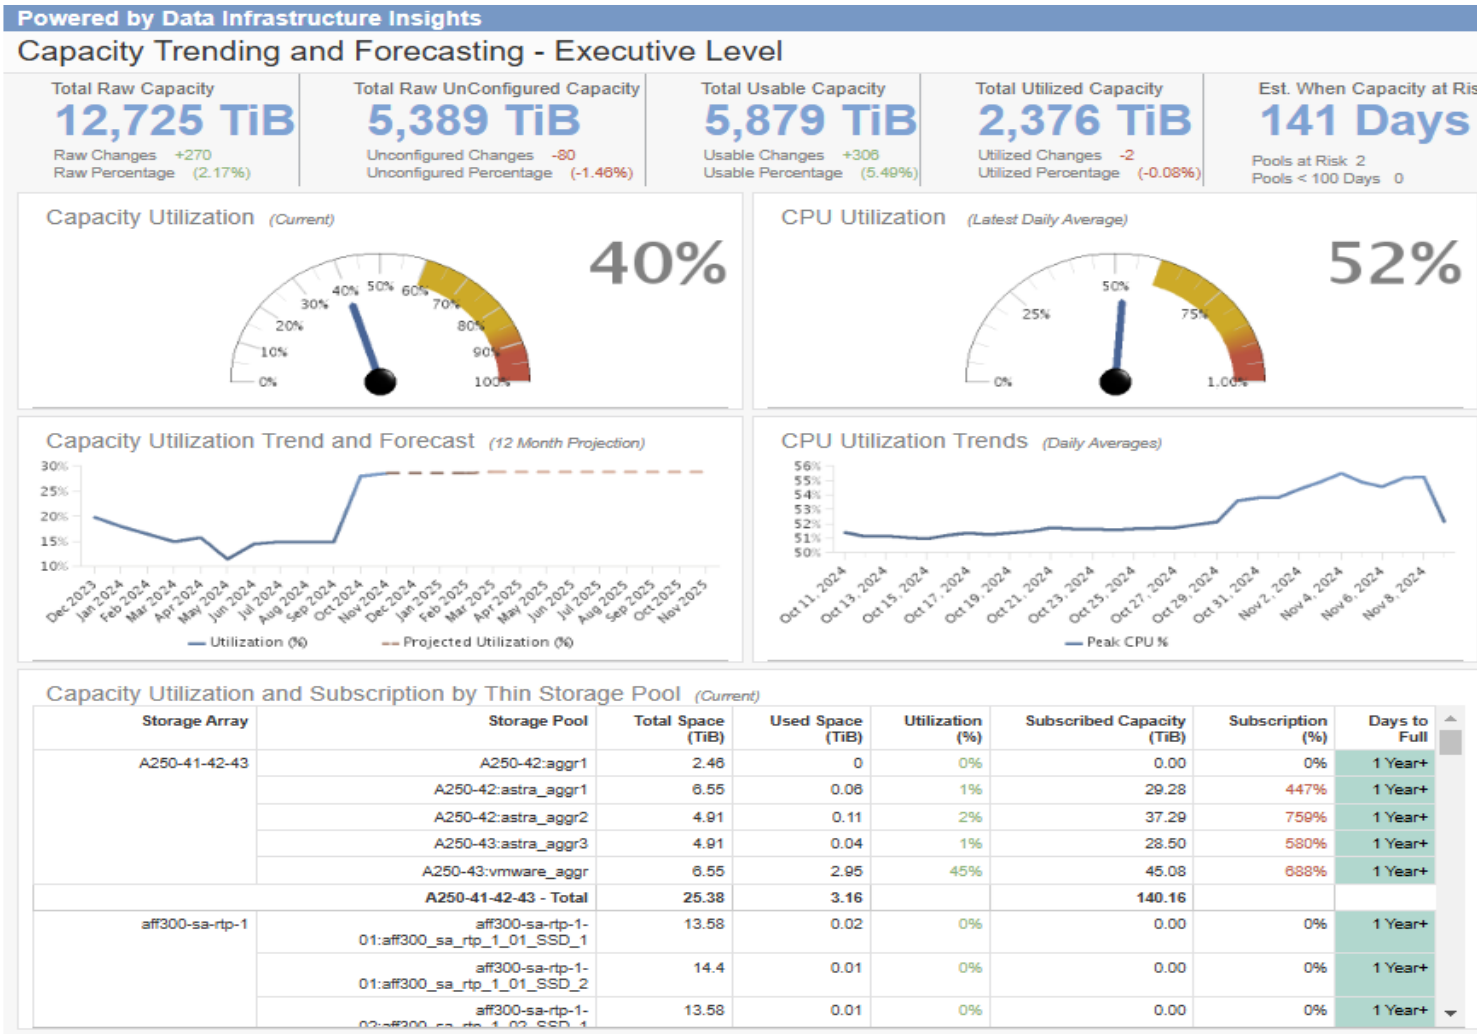 Powered by Data Infrastructure Insights
Capacity Trending and Forecasting - Executive Level
Total Raw Capacity
12,725 TiB
Raw Changes +270
Raw Percentage (2.17%)
Total Raw UnConfigured Capacity
5,389 TiB
Unconfigured Changes -80
Unconfigured Percentage (-1.46%)
Total Usable Capacity
5,879 TiB
Usable Changes +306
Usable Percentage (5.49%)
Total Utilized Capacity
2,376 TiB
Utilized Changes -2
Utilized Percentage (-0.08%)
Est. When Capacity at Ris
141 Days
Pools at Risk 2
Pools < 100 Days 0
Capacity Utilization (Current)
40%
0% 10% 20% 30% 40% 50% 60% 70% 80% 90% 100%
CPU Utilization (Latest Daily Average)
52%
0% 25% 50% 75% 1.00%
Capacity Utilization Trend and Forecast (12 Month Projection)
30%
25%
20%
15%
10%
Dec 2023 Jan 2024 Feb 2024 Mar 2024 Apr 2024 May 2024 Jun 2024 Jul 2024 Aug 2024 Sep 2024 Oct 2024 Nov 2024 Dec 2024 Jan 2025 Feb 2025 Mar 2025 Apr 2025 May 2025 Jun 2025 Jul 2025 Aug 2025 Sep 2025 Oct 2025 Nov 2025
Utilization (%) Projected Utilization (%)
CPU Utilization Trends (Daily Averages)
56%
55%
54%
53%
52%
51%
50%
Oct 11, 2024 Oct 13, 2024 Oct 15, 2024 Oct 17, 2024 Oct 19, 2024 Oct 21, 2024 Oct 23, 2024 Oct 25, 2024 Oct 27, 2024 Oct 29, 2024 Oct 31, 2024 Nov 2, 2024 Nov 4, 2024 Nov 6, 2024 Nov 8, 2024
Peak CPU %
Capacity Utilization and Subscription by Thin Storage Pool (Current)
Storage Array Storage Pool Total Space (TiB) Used Space (TiB) Utilization (%) Subscribed Capacity (TiB) Subscription (%) Days to Full
A250-41-42-43 A250-42:aggr1 2.46 0 0% 0.00 0% 1 Year+
A250-42:astra_aggr1 6.55 0.06 1% 29.28 447% 1 Year+
A250-42:astra_aggr2 4.91 0.11 2% 37.29 759% 1 Year+
A250-43:astra_aggr3 4.91 0.04 1% 28.50 580% 1 Year+
A250-43:vmware_aggr 6.55 2.95 45% 45.08 688% 1 Year+
A250-41-42-43 - Total 25.38 3.16 140.16
aff300-sa-rtp-1 aff300-sa-rtp-1- 13.58 0.02 0% 0.00 0% 1 Year+
01:aff300_sa_rtp_1_01_SSD_1
aff300-sa-rtp-1- 14.4 0.01 0% 0.00 0% 1 Year+
01:aff300_sa_rtp_1_01_SSD_2
aff300-sa-rtp-1- 13.58 0.01 0% 0.00 0% 1 Year+
02:aff300_sa_rtp_1_02_SSD_1